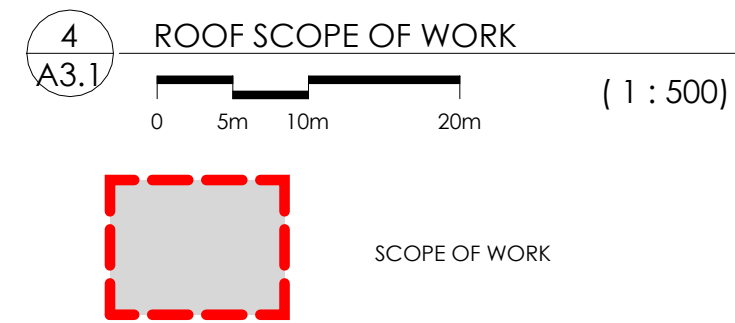 4
A3.1
ROOF SCOPE OF WORK
( 1 : 500)
0 5m 10m 20m
SCOPE OF WORK